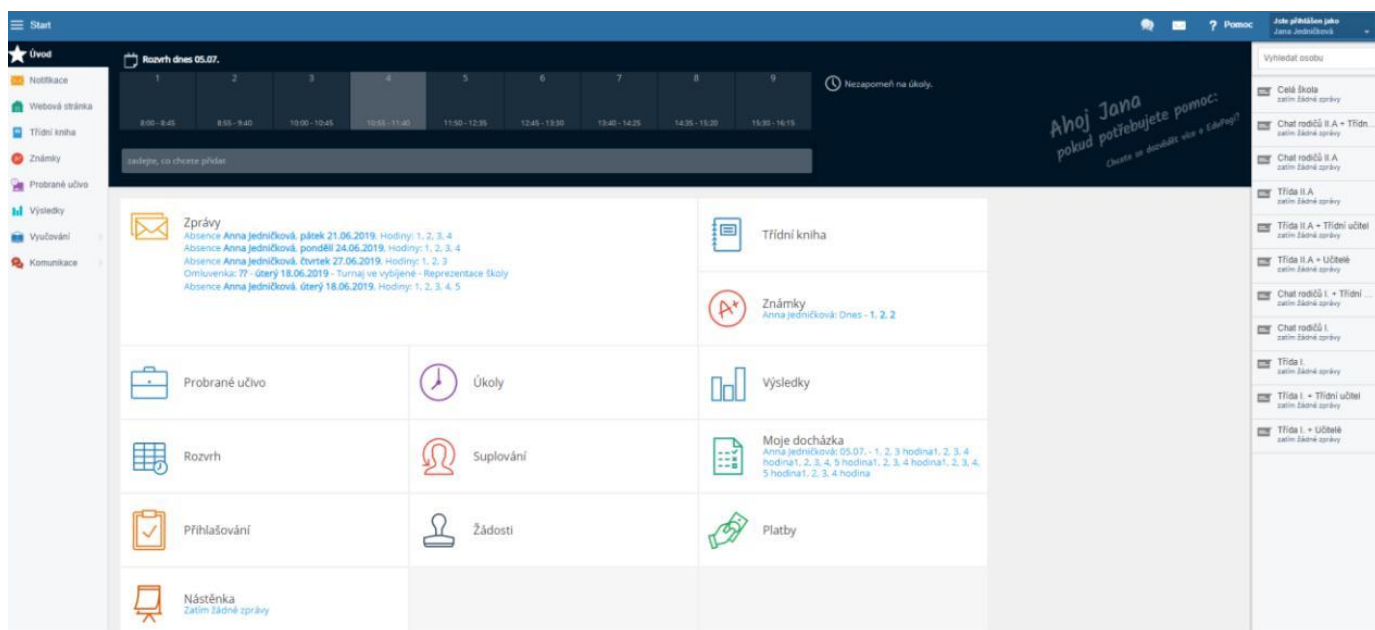 Start
? Pomoc
Jste přihlášen jako
Jana Jedničková
Úvod
Notifikace
Webová stránka
Třídní kniha
Známky
Probrané učivo
Výsledky
Vyučování
Komunikace
Rozvrh dnes 05.07.
1 2 3 4 5 6 7 8 9
8:00 - 8:45 8:55 - 9:40 10:00 - 10:45 10:55 - 11:40 11:50 - 12:35 12:45 - 13:30 13:40 - 14:25 14:35 - 15:20 15:30 - 16:15
zadejte, co chcete přidat
Nezapomeň na úkoly.
Ahoj Jana
pokud potřebujete pomoc:
Chcete se dozvědět více o EduPagi?
Zprávy
Absence Anna Jedničková, pátek 21.06.2019, Hodiny: 1, 2, 3, 4
Absence Anna Jedničková, pondělí 24.06.2019, Hodiny: 1, 2, 3, 4
Absence Anna Jedničková, čtvrtek 27.06.2019, Hodiny: 1, 2, 3
Omluvenka: ?? - úterý 18.06.2019 - Turnaj ve vybíjené - Reprezentace školy
Absence Anna Jedničková, úterý 18.06.2019, Hodiny: 1, 2, 3, 4, 5
Třídní kniha
A+
Známky
Anna Jedničková: Dnes - 1, 2, 2
Probrané učivo
Úkoly
Výsledky
Rozvrh
Suplování
Moje docházka
Anna Jedničková: 05.07. - 1, 2, 3 hodina1, 2, 3, 4
hodina1, 2, 3, 4, 5 hodina1, 2, 3, 4 hodina1, 2, 3, 4,
5 hodina1, 2, 3, 4 hodina
Přihlašování
Žádosti
Platby
Nástěnka
Zatím žádné zprávy
Vyhledat osobu
Celá škola
zatím žádné zprávy
Chat rodičů II.A + Třídn...
zatím žádné zprávy
Chat rodičů II.A
zatím žádné zprávy
Třída II.A
zatím žádné zprávy
Třída II.A + Třídní učitel
zatím žádné zprávy
Třída II.A + Učitelé
zatím žádné zprávy
Chat rodičů I. + Třídní ...
zatím žádné zprávy
Chat rodičů I.
zatím žádné zprávy
Třída I.
zatím žádné zprávy
Třída I. + Třídní učitel
zatím žádné zprávy
Třída I. + Učitelé
zatím žádné zprávy